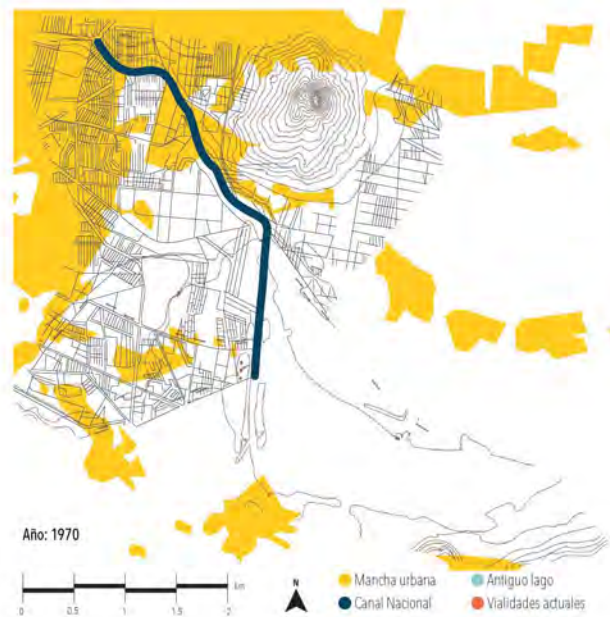 Año: 1970
Km
0 0.5 1 1.5 2
N
Mancha urbana
Antiguo lago
Canal Nacional
Vialidades actuales